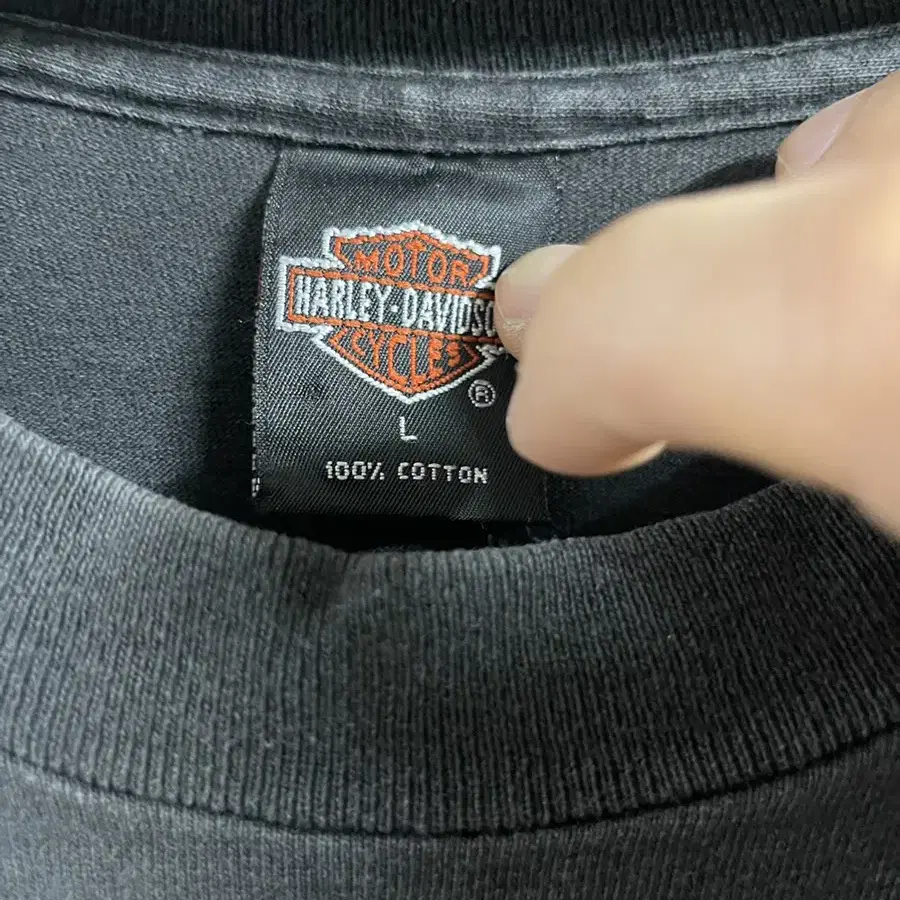 MOTOR
HARLEY-DAVIDSO
CYCLES
®
L
100% COTTON